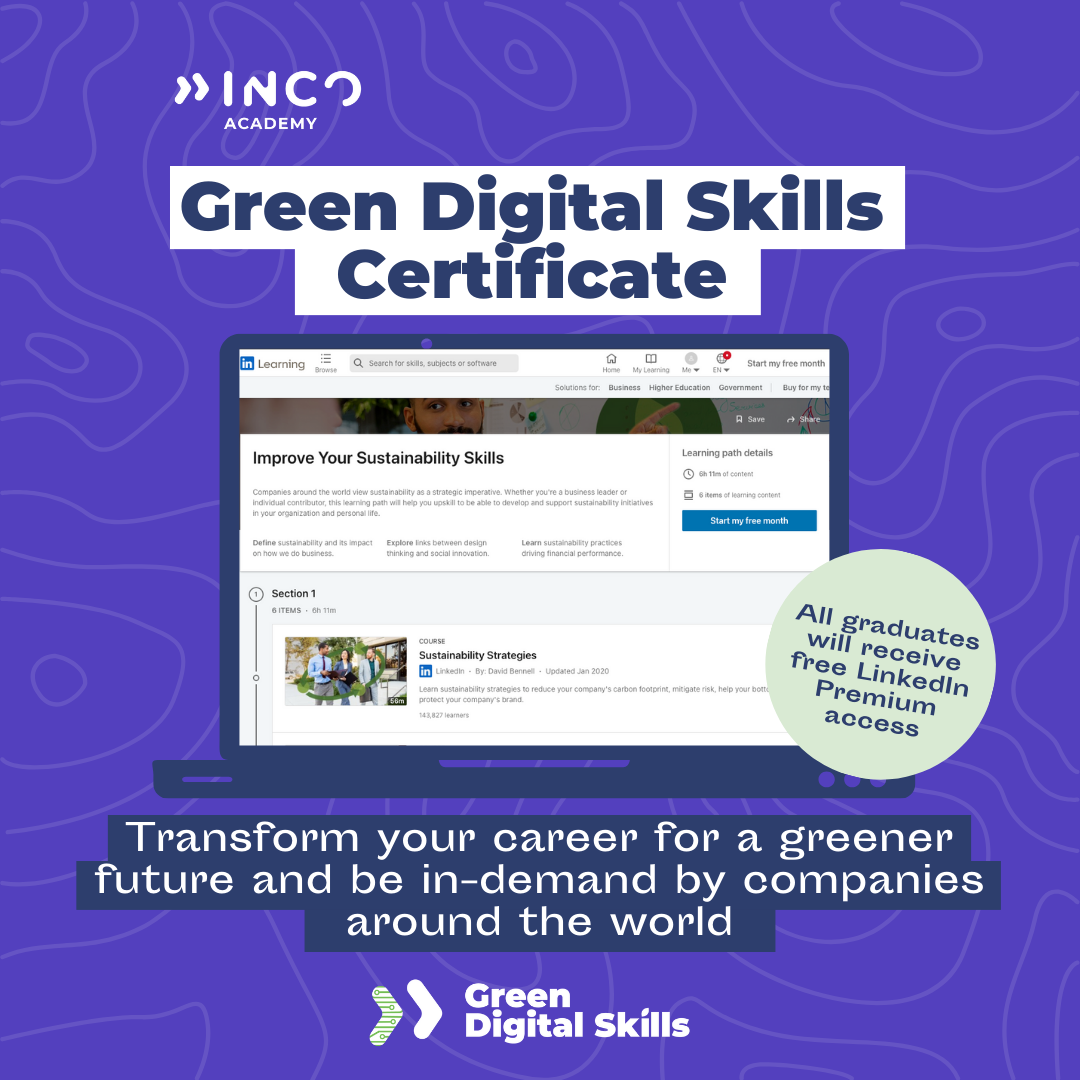 INCO
ACADEMY
Green Digital Skills
Certificate
in Learning
Browse
Search for skills, subjects or software
Home
My Learning
Me
EN
Start my free month
Solutions for:
Business
Higher Education
Government
Buy for my te
Save
Share
Improve Your Sustainability Skills
Companies around the world view sustainability as a strategic imperative. Whether you're a business leader or
individual contributor, this learning path will help you upskill to be able to develop and support sustainability initiatives
in your organization and personal life.
Define sustainability and its impact
on how we do business.
Explore links between design
thinking and social innovation.
Learn sustainability practices
driving financial performance.
Learning path details
6h 11m of content
6 items of learning content
Start my free month
1
Section 1
6 ITEMS • 6h 11m
56m
COURSE
Sustainability Strategies
in LinkedIn • By: David Bennell • Updated Jan 2020
Learn sustainability strategies to reduce your company's carbon footprint, mitigate risk, help your
protect your company's brand.
143,827 learners
All graduates
will receive
free LinkedIn
Premium
access
Transform your career for a greener
future and be in-demand by companies
around the world
Green
Digital Skills